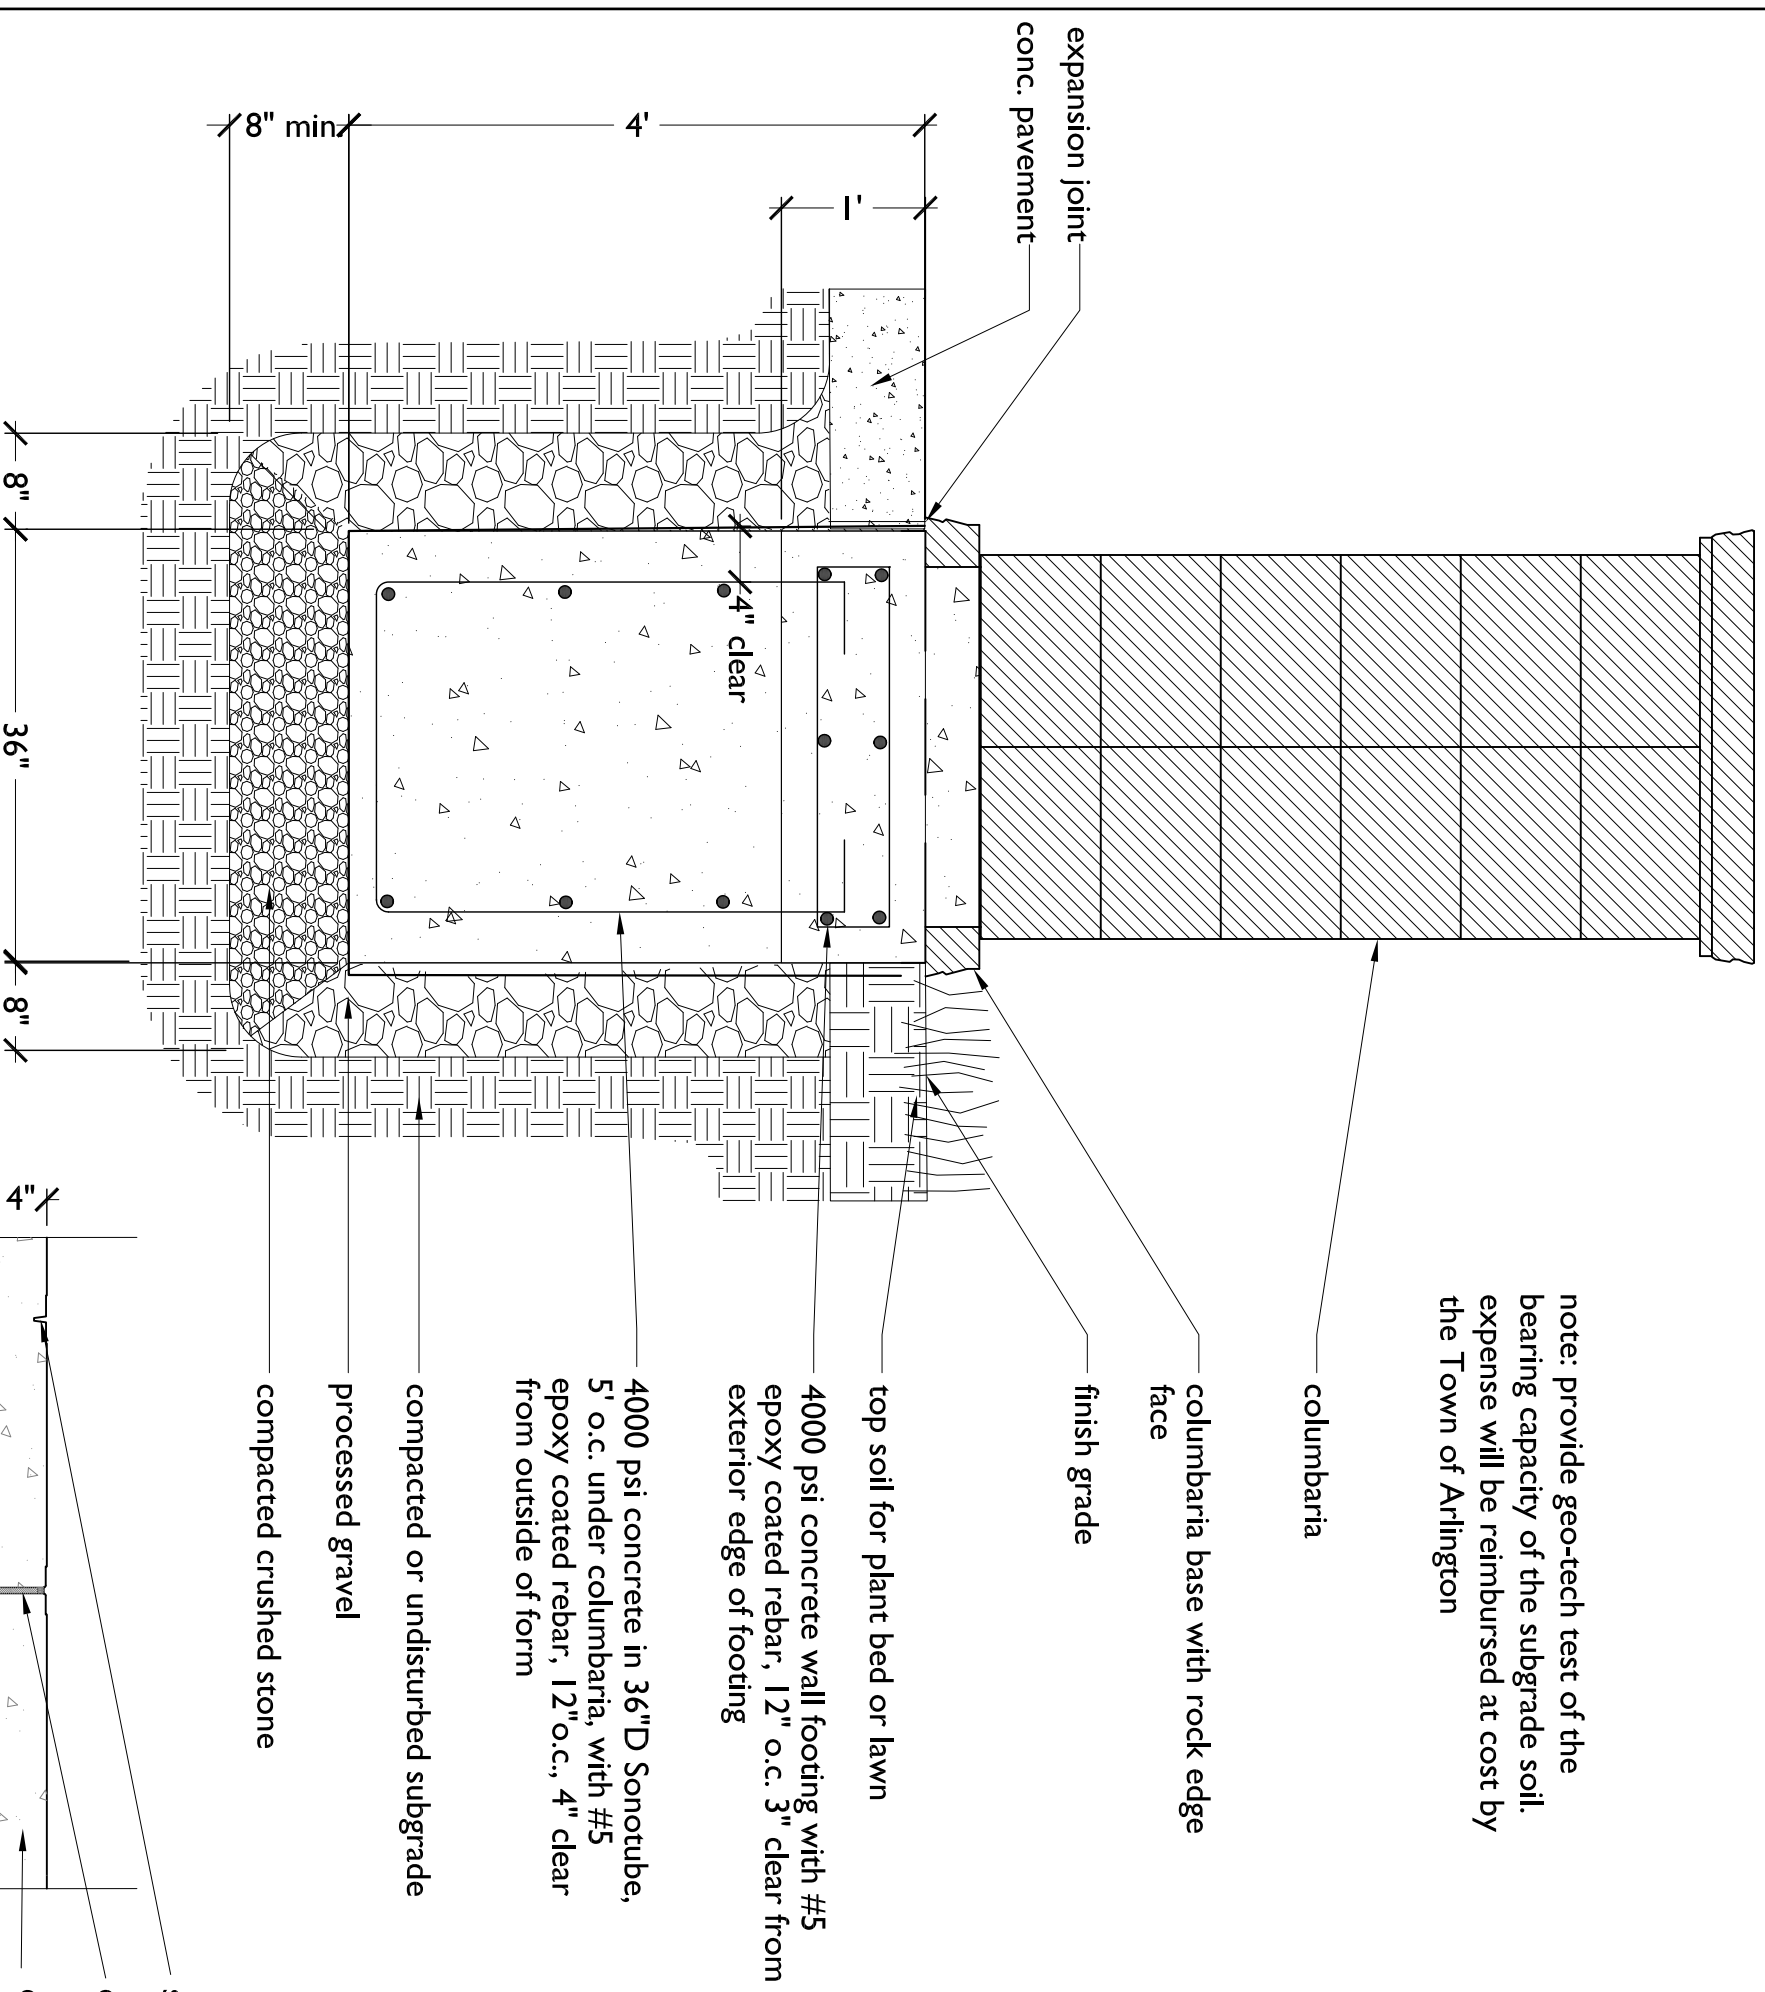 note: provide geo-tech test of the
bearing capacity of the subgrade soil.
expense will be reimbursed at cost by
the Town of Arlington
columbaria
columbaria base with rock edge
face
finish grade
top soil for plant bed or lawn
4000 psi concrete wall footing with #5
epoxy coated rebar, 12" o.c. 3" clear from
exterior edge of footing
4000 psi concrete in 36"D Sonotube,
5' o.c. under columbaria, with #5
epoxy coated rebar, 12"o.c., 4" clear
from outside of form
compacted or undisturbed subgrade
processed gravel
compacted crushed stone
expansion joint
conc. pavement
1'
4'
8" min.
4" clear
8"
36"
8"
4"